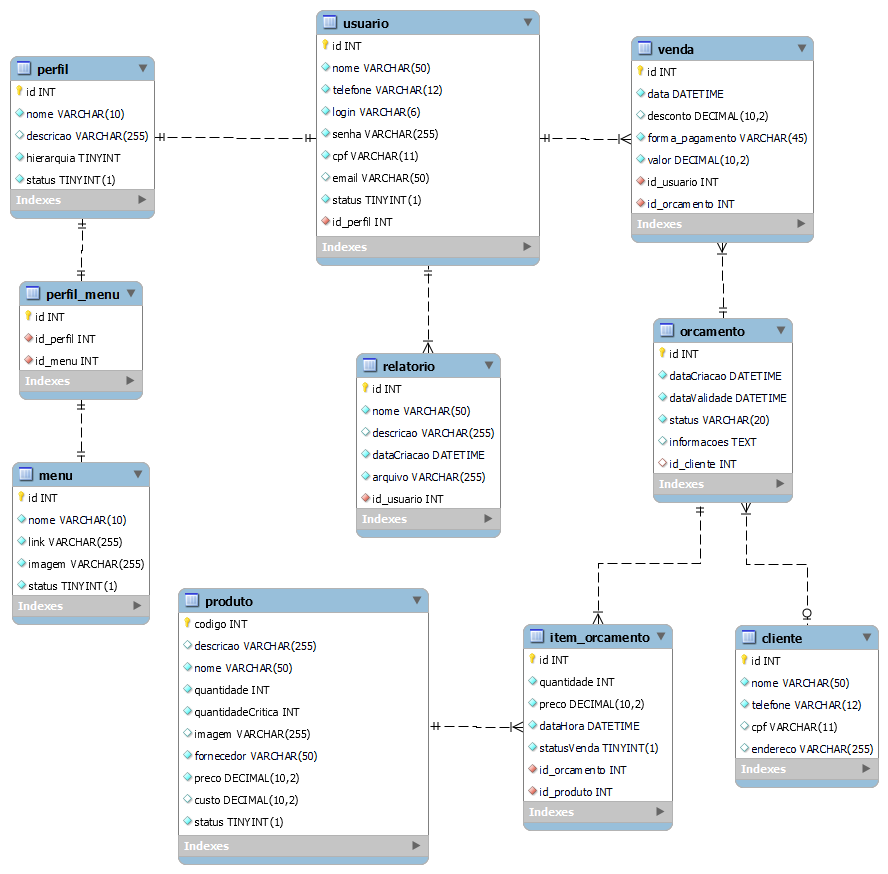 perfil
id INT
nome VARCHAR(10)
descricao VARCHAR(255)
hierarquia TINYINT
status TINYINT(1)
Indexes
usuario
id INT
nome VARCHAR(50)
telefone VARCHAR(12)
login VARCHAR(6)
senha VARCHAR(255)
cpf VARCHAR(11)
email VARCHAR(50)
status TINYINT(1)
id_perfil INT
Indexes
venda
id INT
data DATETIME
desconto DECIMAL(10,2)
forma_pagamento VARCHAR(45)
valor DECIMAL(10,2)
id_usuario INT
id_orcamento INT
Indexes
perfil_menu
id INT
id_perfil INT
id_menu INT
Indexes
relatorio
id INT
nome VARCHAR(50)
descricao VARCHAR(255)
dataCriacao DATETIME
arquivo VARCHAR(255)
id_usuario INT
Indexes
orcamento
id INT
dataCriacao DATETIME
dataValidade DATETIME
status VARCHAR(20)
informacoes TEXT
id_cliente INT
Indexes
menu
id INT
nome VARCHAR(10)
link VARCHAR(255)
imagem VARCHAR(255)
status TINYINT(1)
Indexes
produto
codigo INT
descricao VARCHAR(255)
nome VARCHAR(50)
quantidade INT
quantidadeCritica INT
imagem VARCHAR(255)
fornecedor VARCHAR(50)
preco DECIMAL(10,2)
custo DECIMAL(10,2)
status TINYINT(1)
Indexes
item_orcamento
id INT
quantidade INT
preco DECIMAL(10,2)
dataHora DATETIME
statusVenda TINYINT(1)
id_orcamento INT
id_produto INT
Indexes
cliente
id INT
nome VARCHAR(50)
telefone VARCHAR(12)
cpf VARCHAR(11)
endereco VARCHAR(255)
Indexes